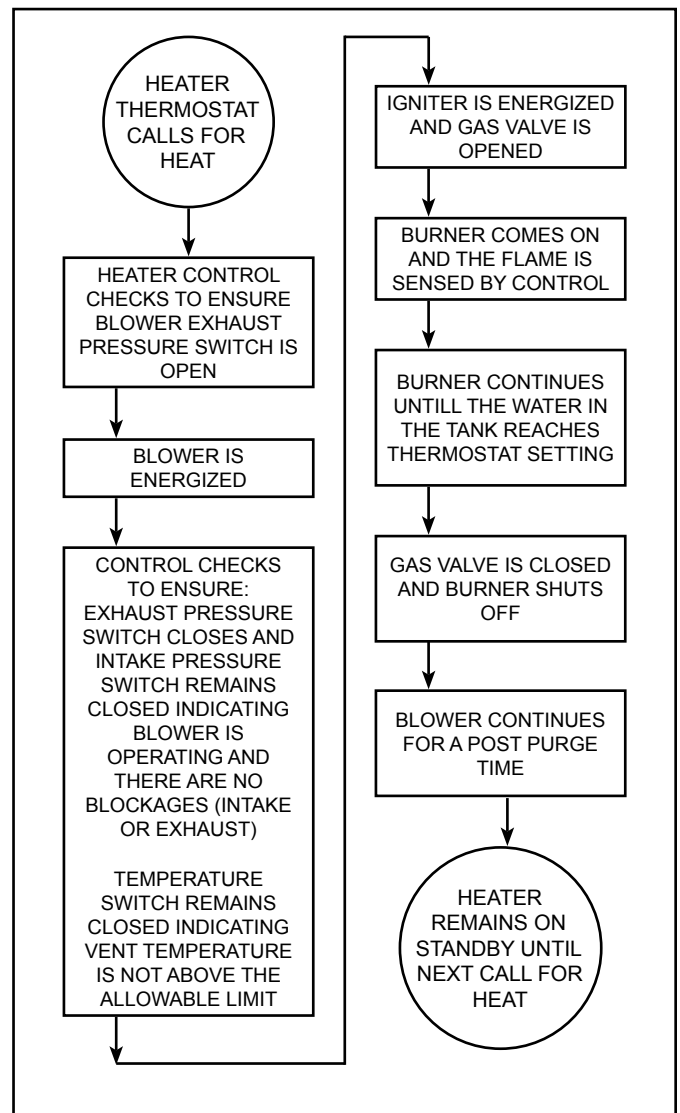 HEATER
THERMOSTAT
CALLS FOR
HEAT
HEATER CONTROL
CHECKS TO ENSURE
BLOWER EXHAUST
PRESSURE SWITCH IS
OPEN
BLOWER IS
ENERGIZED
CONTROL CHECKS
TO ENSURE:
EXHAUST PRESSURE
SWITCH CLOSES AND
INTAKE PRESSURE
SWITCH REMAINS
CLOSED INDICATING
BLOWER IS
OPERATING AND
THERE ARE NO
BLOCKAGES (INTAKE
OR EXHAUST)
TEMPERATURE
SWITCH REMAINS
CLOSED INDICATING
VENT TEMPERATURE
IS NOT ABOVE THE
ALLOWABLE LIMIT
IGNITER IS ENERGIZED
AND GAS VALVE IS
OPENED
BURNER COMES ON
AND THE FLAME IS
SENSED BY CONTROL
BURNER CONTINUES
UNTILL THE WATER IN
THE TANK REACHES
THERMOSTAT SETTING
GAS VALVE IS CLOSED
AND BURNER SHUTS
OFF
BLOWER CONTINUES
FOR A POST PURGE
TIME
HEATER
REMAINS ON
STANDBY UNTIL
NEXT CALL FOR
HEAT